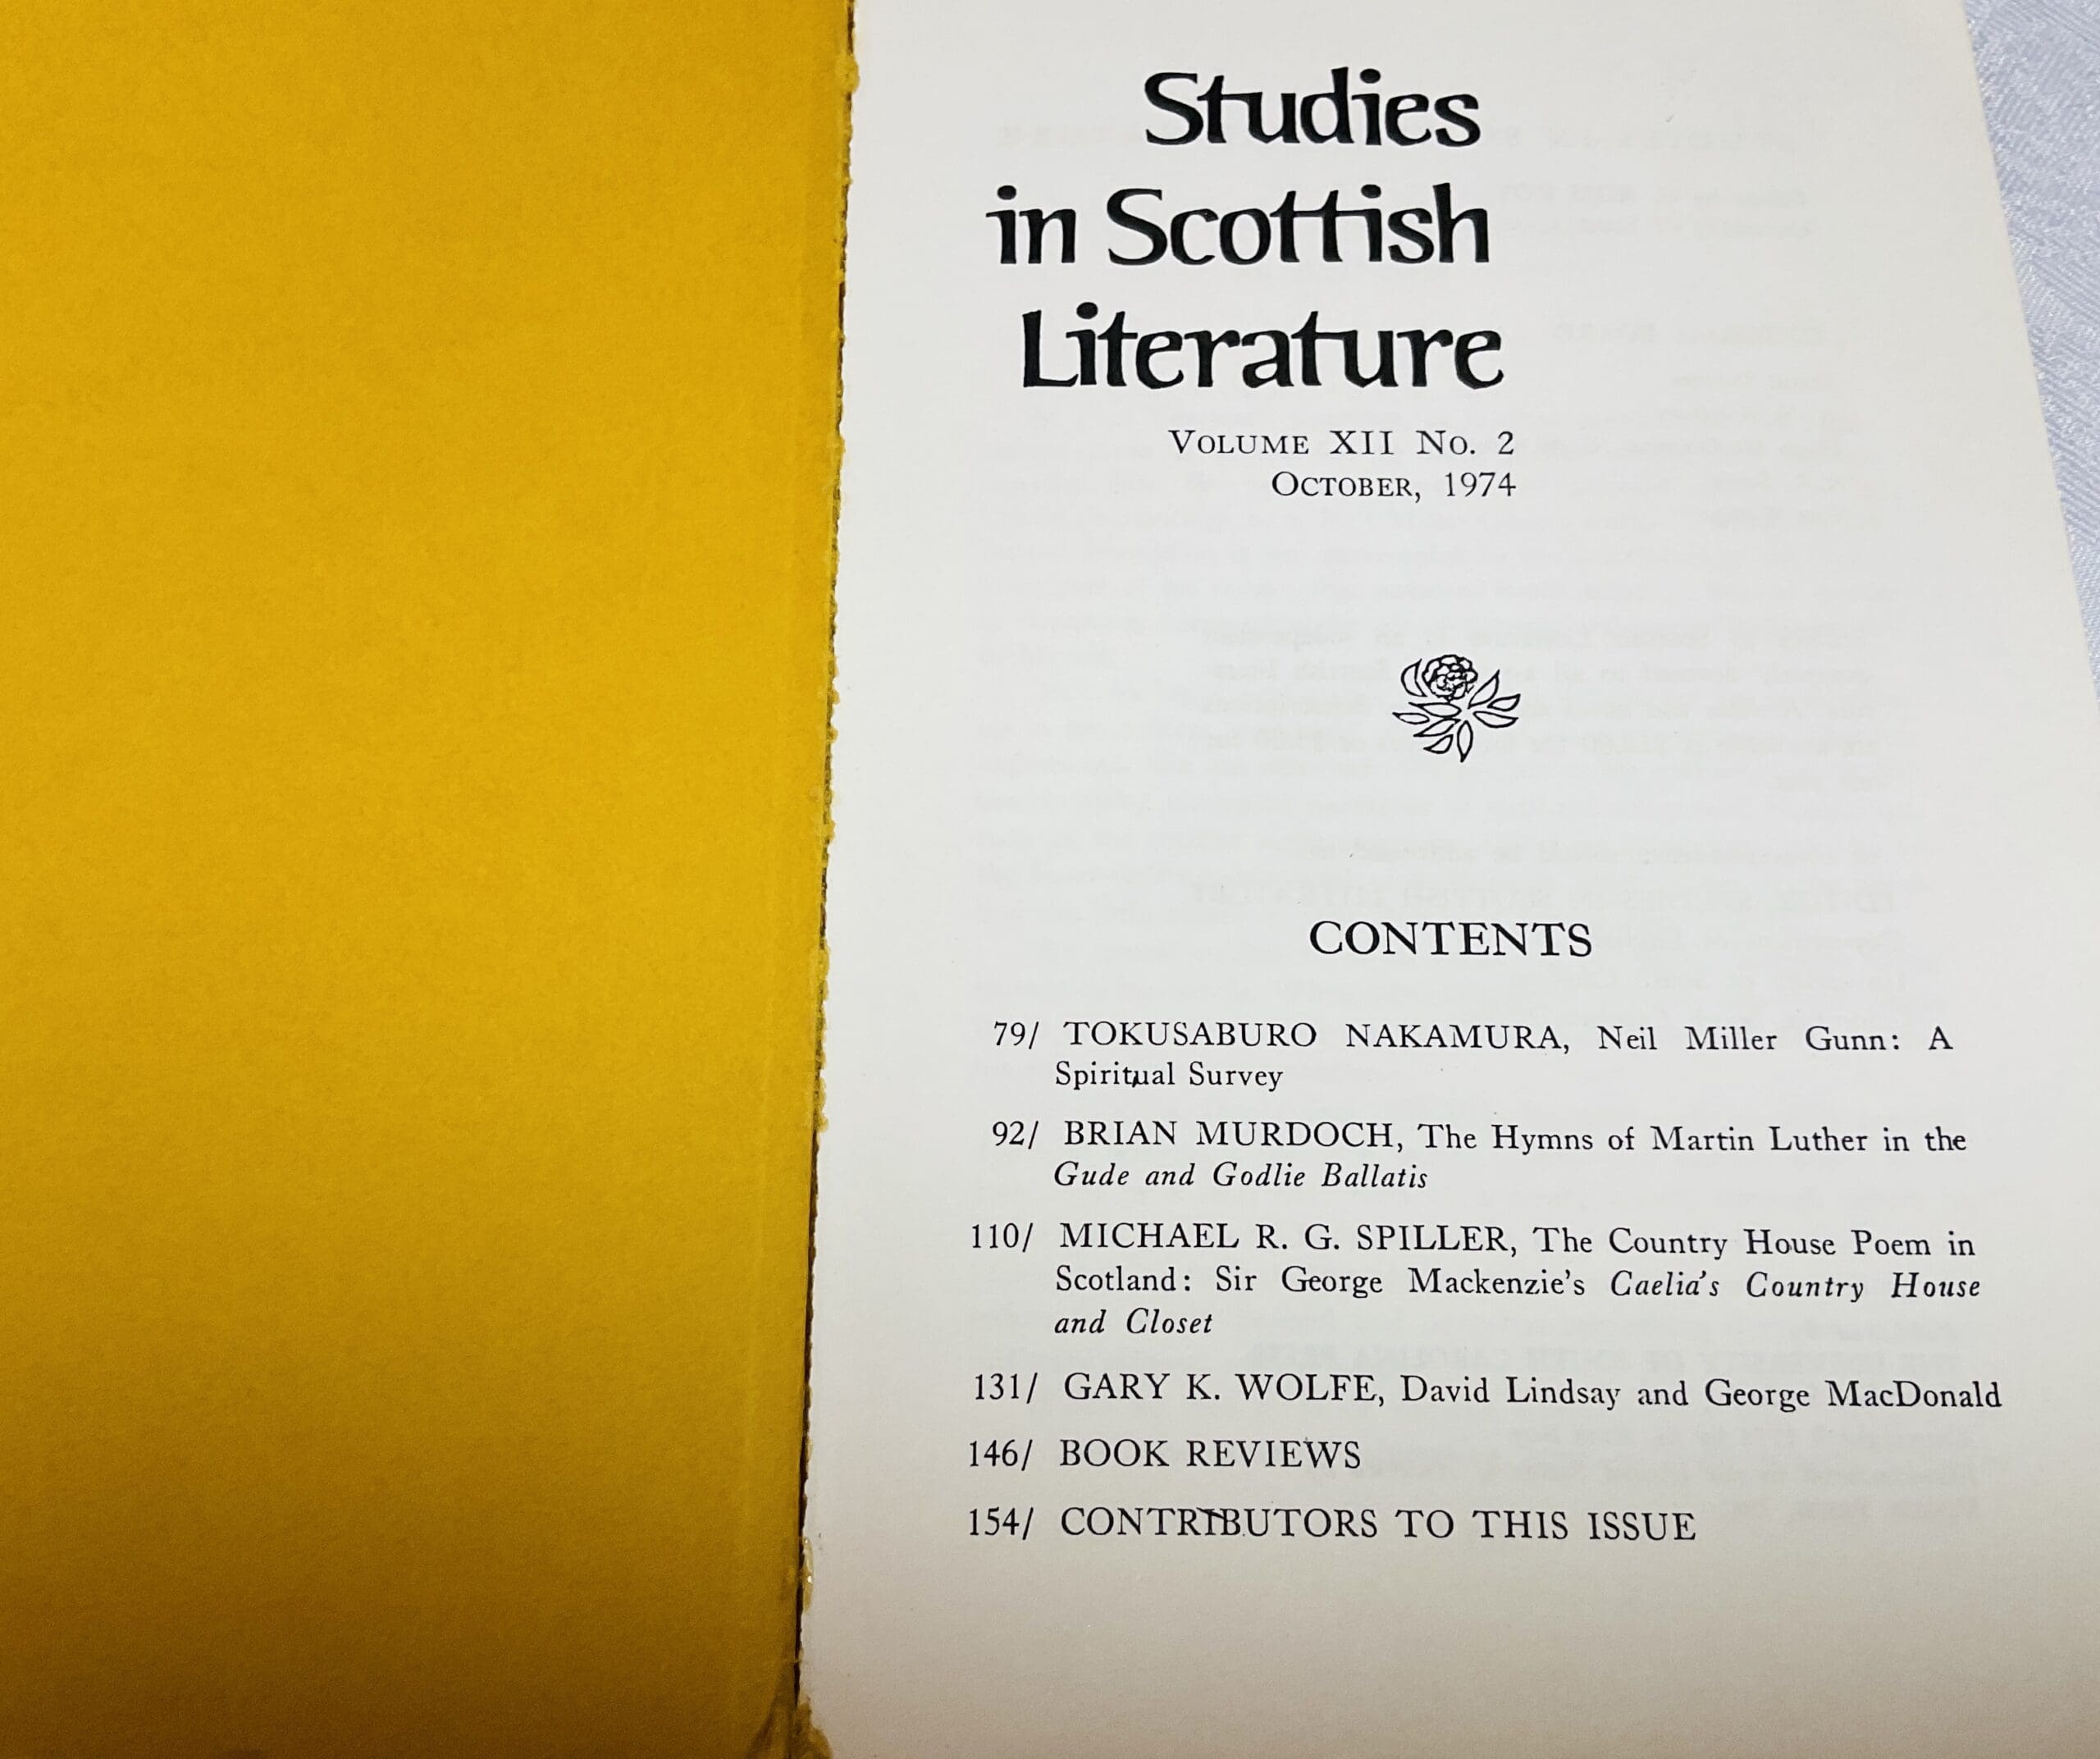 Studies
in Scottish
Literature
VOLUME XII NO. 2
OCTOBER, 1974
CONTENTS
79/ TOKUSABURO NAKAMURA, Neil Miller Gunn: A
Spiritual Survey
92/ BRIAN MURDOCH, The Hymns of Martin Luther in the
Gude and Godlie Ballatis
110/ MICHAEL R. G. SPILLER, The Country House Poem in
Scotland: Sir George Mackenzie's Caelia's Country House
and Closet
131/ GARY K. WOLFE, David Lindsay and George MacDonald
146/ BOOK REVIEWS
154/ CONTRIBUTORS TO THIS ISSUE